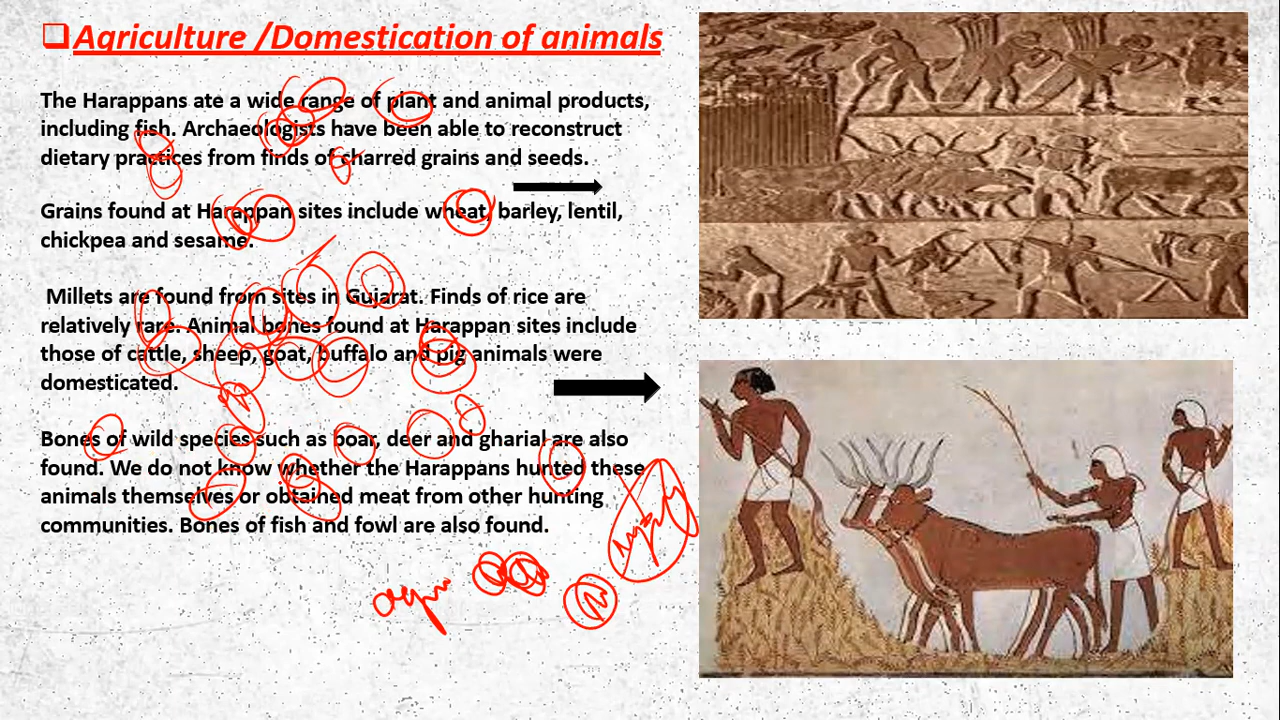 Agriculture /Domestication of animals
The Harappans ate a wide range of plant and animal products,
including fish. Archaeologists have been able to reconstruct
dietary practices from finds of charred grains and seeds.
Grains found at Harappan sites include wheat, barley, lentil,
chickpea and sesame.
Millets are found from sites in Gujarat. Finds of rice are
relatively rare. Animal bones found at Harappan sites include
those of cattle, sheep, goat, buffalo and pig animals were
domesticated.
Bones of wild species such as boar, deer and gharial are also
found. We do not know whether the Harappans hunted these
animals themselves or obtained meat from other hunting
communities. Bones of fish and fowl are also found.